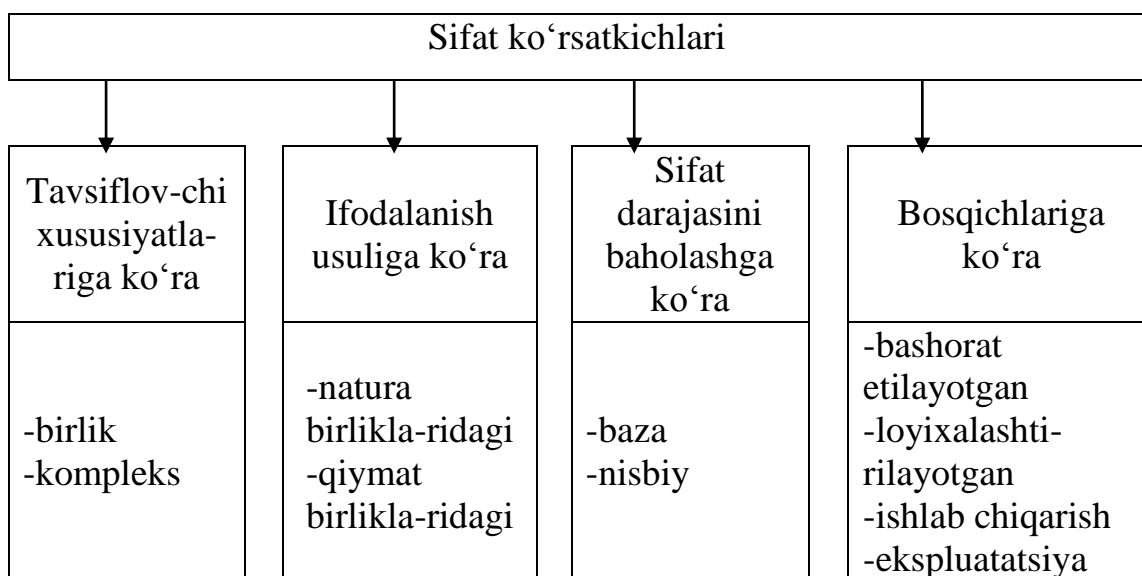 Sifat ko‘rsatkichlari
Tavsiflov-chi
xususiyatla-
riga ko‘ra
-birlik
-kompleks
Ifodalanish
usuliga ko‘ra
-natura
birlikla-ridagi
-qiymat
birlikla-ridagi
Sifat
darajasini
baholashga
ko‘ra
-baza
-nisbiy
Bosqichlariga
ko‘ra
-bashorat
etilayotgan
-loyixalashti-
rilayotgan
-ishlab chiqarish
-ekspluatatsiya